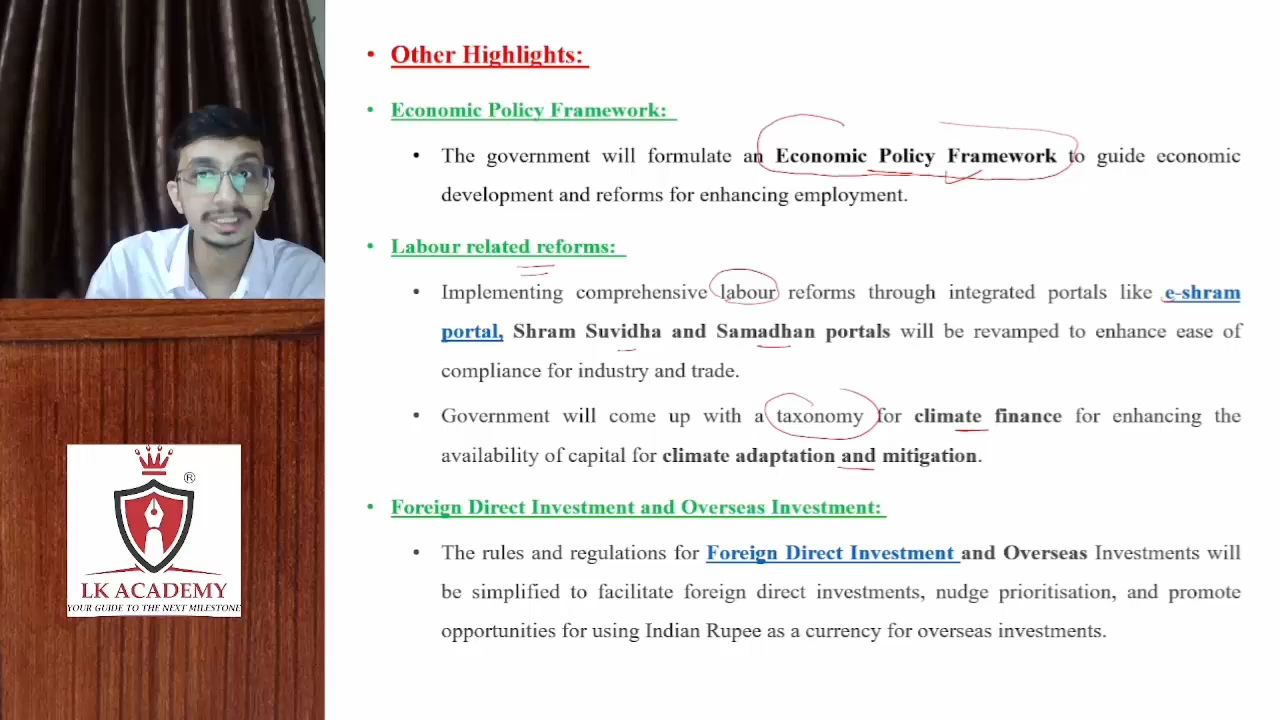 • Other Highlights:
• Economic Policy Framework:
• The government will formulate an Economic Policy Framework to guide economic
development and reforms for enhancing employment.
• Labour related reforms:
• Implementing comprehensive labour reforms through integrated portals like e-shram
portal, Shram Suvidha and Samadhan portals will be revamped to enhance ease of
compliance for industry and trade.
• Government will come up with a taxonomy for climate finance for enhancing the
availability of capital for climate adaptation and mitigation.
• Foreign Direct Investment and Overseas Investment:
• The rules and regulations for Foreign Direct Investment and Overseas Investments will
be simplified to facilitate foreign direct investments, nudge prioritisation, and promote
opportunities for using Indian Rupee as a currency for overseas investments.
®
LK ACADEMY
YOUR GUIDE TO THE NEXT MILESTONE